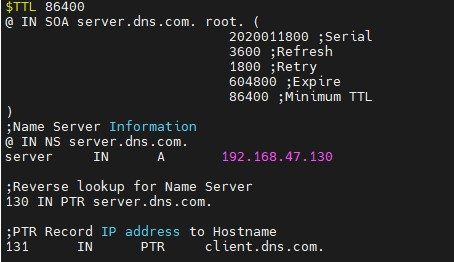 $TTL 86400
@ IN SOA server.dns.com. root. (
2020011800 ;Serial
3600 ;Refresh
1800 ;Retry
604800 ;Expire
86400 ;Minimum TTL
)
;Name Server Information
@ IN NS server.dns.com.
server IN A 192.168.47.130
;Reverse lookup for Name Server
130 IN PTR server.dns.com.
;PTR Record IP address to Hostname
131 IN PTR client.dns.com.